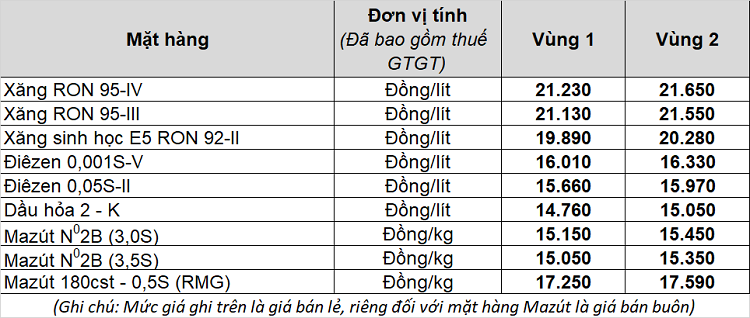 Mặt hàng Đơn vị tính (Đã bao gồm thuế GTGT) Vùng 1 Vùng 2
Xăng RON 95-IV Đồng/lít 21.230 21.650
Xăng RON 95-III Đồng/lít 21.130 21.550
Xăng sinh học E5 RON 92-II Đồng/lít 19.890 20.280
Điêzen 0,001S-V Đồng/lít 16.010 16.330
Điêzen 0,05S-II Đồng/lít 15.660 15.970
Dầu hỏa 2 - K Đồng/lít 14.760 15.050
Mazút N⁰2B (3,0S) Đồng/kg 15.150 15.450
Mazút N⁰2B (3,5S) Đồng/kg 15.050 15.350
Mazút 180cst - 0,5S (RMG) Đồng/kg 17.250 17.590
(Ghi chú: Mức giá ghi trên là giá bán lẻ, riêng đối với mặt hàng Mazút là giá bán buôn)